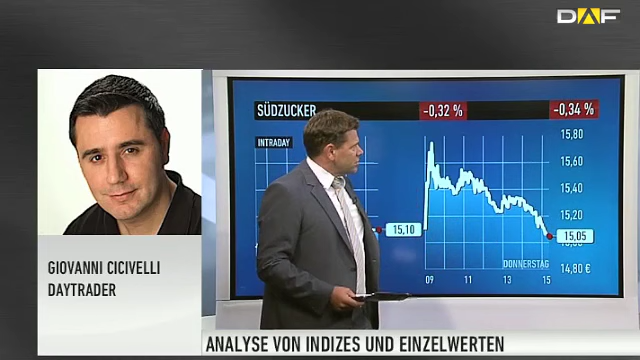 DAF
SÜDZUCKER -0,32 % -0,34 %
INTRADAY
15,80
15,60
15,40
15,20
15,10
15,05
14,80 €
DONNERSTAG
09 11 13 15
GIOVANNI CICIVELLI
DAYTRADER
ANALYSE VON INDIZES UND EINZELWERTEN